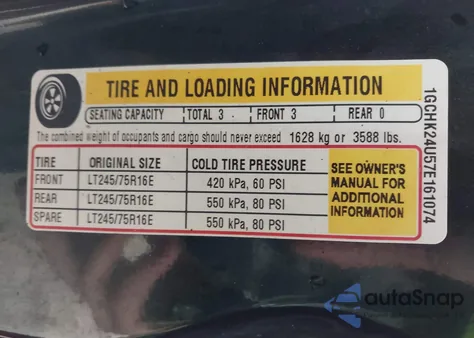 TIRE AND LOADING INFORMATION
SEATING CAPACITY TOTAL 3 FRONT 3 REAR 0
The combined weight of occupants and cargo should never exceed 1628 kg or 3588 lbs.
TIRE ORIGINAL SIZE COLD TIRE PRESSURE
FRONT LT245/75R16E 420 kPa, 60 PSI
REAR LT245/75R16E 550 kPa, 80 PSI
SPARE LT245/75R16E 550 kPa, 80 PSI
SEE OWNER'S
MANUAL FOR
ADDITIONAL
INFORMATION
1GCHK24U57E161074
autoSnap